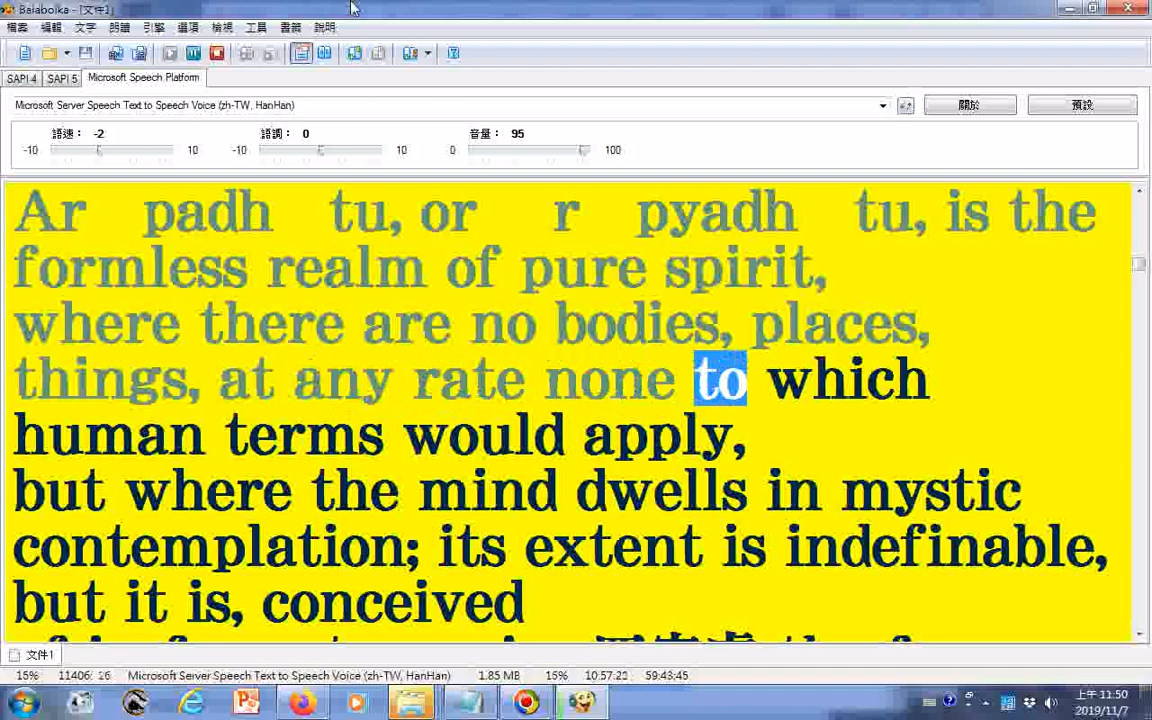 Balabolka - [文件1]
檔案 編輯 文字 朗讀 引擎 選項 檢視 工具 書籤 說明
SAPI 4 SAPI 5 Microsoft Speech Platform
Microsoft Server Speech Text to Speech Voice (zh-TW, HanHan) 關於 預設
語速： -2 語調： 0 音量： 95
-10 10 -10 10 0 100
Ar padh tu, or r pyadh tu, is the
formless realm of pure spirit,
where there are no bodies, places,
things, at any rate none to which
human terms would apply,
but where the mind dwells in mystic
contemplation; its extent is indefinable,
but it is, conceived
文件1
15% 11406: 16 Microsoft Server Speech Text to Speech Voice (zh-TW, HanHan) 1.85 MB 15% 10:57:21 59:43:45
上午 11:50
2019/11/7